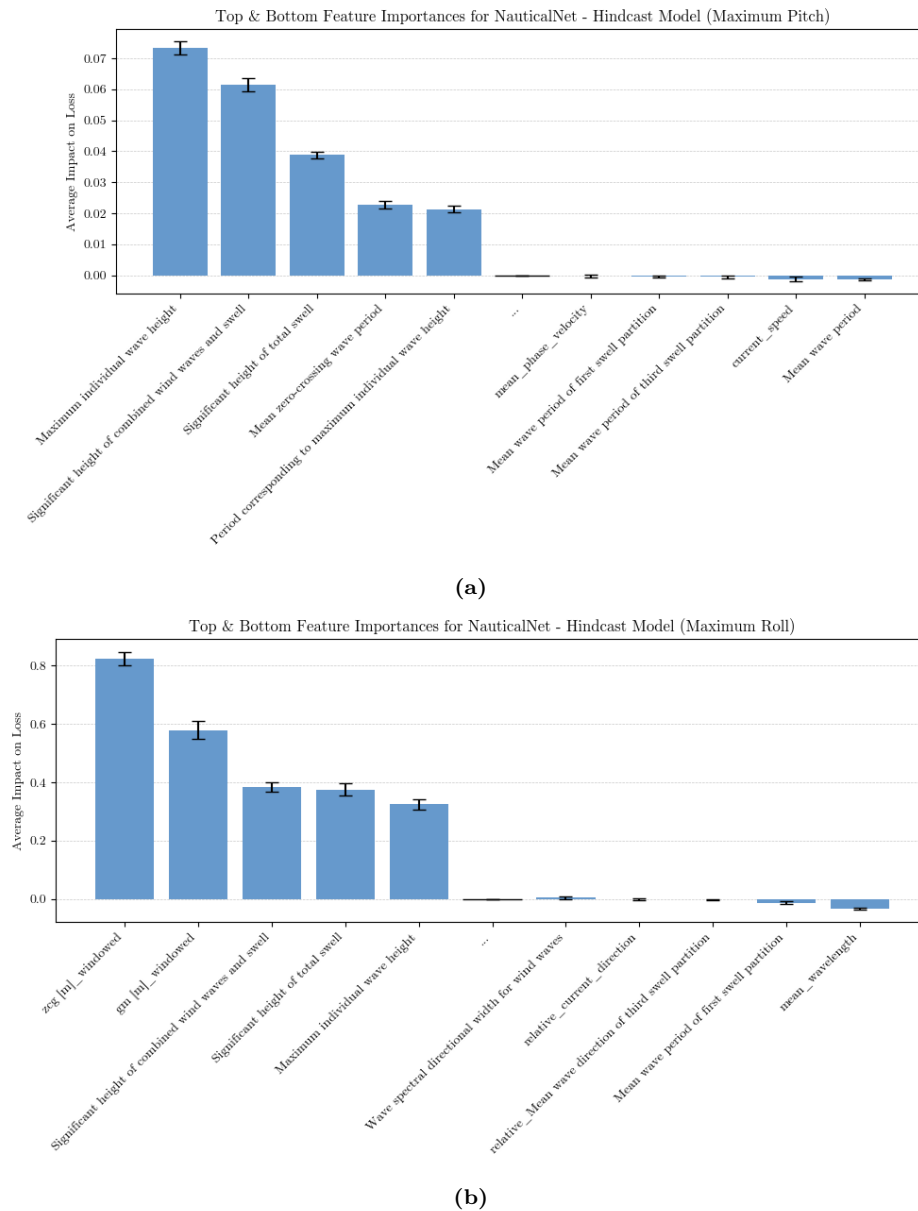 Top & Bottom Feature Importances for NauticalNet - Hindcast Model (Maximum Pitch)
Average Impact on Loss
0.07
0.06
0.05
0.04
0.03
0.02
0.01
0.00
Maximum individual wave height
Significant height of combined wind waves and swell
Significant height of total swell
Mean zero-crossing wave period
Period corresponding to maximum individual wave height
...
mean_phase_velocity
Mean wave period of first swell partition
Mean wave period of third swell partition
current_speed
Mean wave period
(a)
Top & Bottom Feature Importances for NauticalNet - Hindcast Model (Maximum Roll)
Average Impact on Loss
0.8
0.6
0.4
0.2
0.0
zcg [m]_windowed
gm [m]_windowed
Significant height of combined wind waves and swell
Significant height of total swell
Maximum individual wave height
...
Wave spectral directional width for wind waves
relative_current_direction
relative_Mean wave direction of third swell partition
Mean wave period of first swell partition
mean_wavelength
(b)